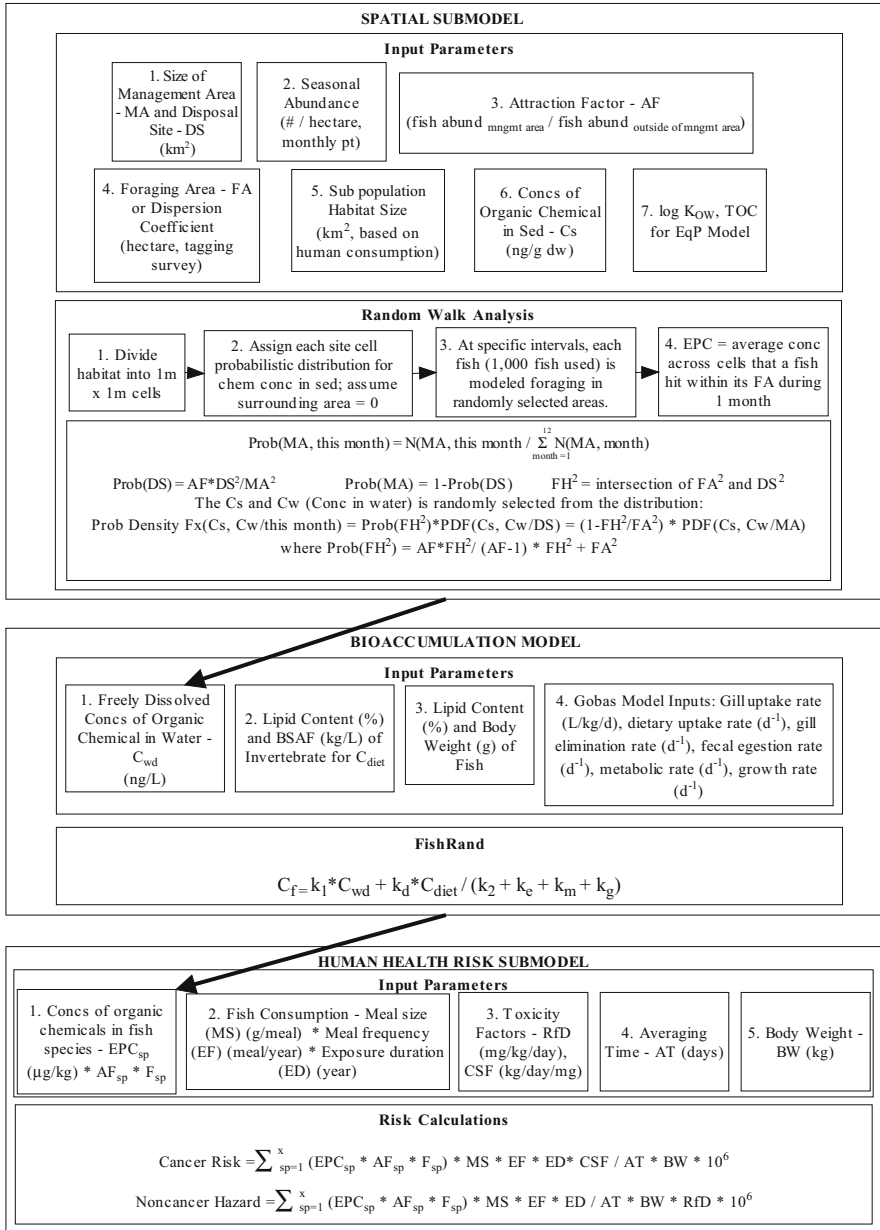 SPATIAL SUBMODEL
Input Parameters
1. Size of
Management Area
- MA and Disposal
Site - DS
(km²)
2. Seasonal
Abundance
(# / hectare,
monthly pt)
3. Attraction Factor - AF
(fish abund mngmt area / fish abund outside of mngmt area)
4. Foraging Area - FA
or Dispersion
Coefficient
(hectare, tagging
survey)
5. Sub population
Habitat Size
(km², based on
human consumption)
6. Concs of
Organic Chemical
in Sed - Cs
(ng/g dw)
7. log KOW, TOC
for EqP Model
Random Walk Analysis
1. Divide
habitat into 1m
x 1m cells
2. Assign each site cell
probabilistic distribution for
chem conc in sed; assume
surrounding area = 0
3. At specific intervals, each
fish (1,000 fish used) is
modeled foraging in
randomly selected areas.
4. EPC = average conc
across cells that a fish
hit within its FA during
1 month
Prob(MA, this month) = N(MA, this month / Σ 12 month =1 N(MA, month)
Prob(DS) = AF*DS²/MA² Prob(MA) = 1-Prob(DS) FH² = intersection of FA² and DS²
The Cs and Cw (Conc in water) is randomly selected from the distribution:
Prob Density Fx(Cs, Cw/this month) = Prob(FH²)*PDF(Cs, Cw/DS) = (1-FH²/FA²) * PDF(Cs, Cw/MA)
where Prob(FH²) = AF*FH²/ (AF-1) * FH² + FA²
BIOACCUMULATION MODEL
Input Parameters
1. Freely Dissolved
Concs of Organic
Chemical in Water -
Cwd
(ng/L)
2. Lipid Content (%)
and BSAF (kg/L) of
Invertebrate for Cdiet
3. Lipid Content
(%) and Body
Weight (g) of
Fish
4. Gobas Model Inputs: Gill uptake rate
(L/kg/d), dietary uptake rate (d⁻¹), gill
elimination rate (d⁻¹), fecal egestion rate
(d⁻¹), metabolic rate (d⁻¹), growth rate
(d⁻¹)
FishRand
Cf = k1*Cwd + kd*Cdiet / (k2 + ke + km + kg)
HUMAN HEALTH RISK SUBMODEL
Input Parameters
1. Concs of organic
chemicals in fish
species - EPCsp
(µg/kg) * AFsp * Fsp
2. Fish Consumption - Meal size
(MS) (g/meal) * Meal frequency
(EF) (meal/year) * Exposure duration
(ED) (year)
3. Toxicity
Factors - RfD
(mg/kg/day),
CSF (kg/day/mg)
4. Averaging
Time - AT (days)
5. Body Weight -
BW (kg)
Risk Calculations
Cancer Risk =∑ x sp=1 (EPCsp * AFsp * Fsp) * MS * EF * ED* CSF / AT * BW * 10⁶
Noncancer Hazard =∑ x sp=1 (EPCsp * AFsp * Fsp) * MS * EF * ED / AT * BW * RfD * 10⁶